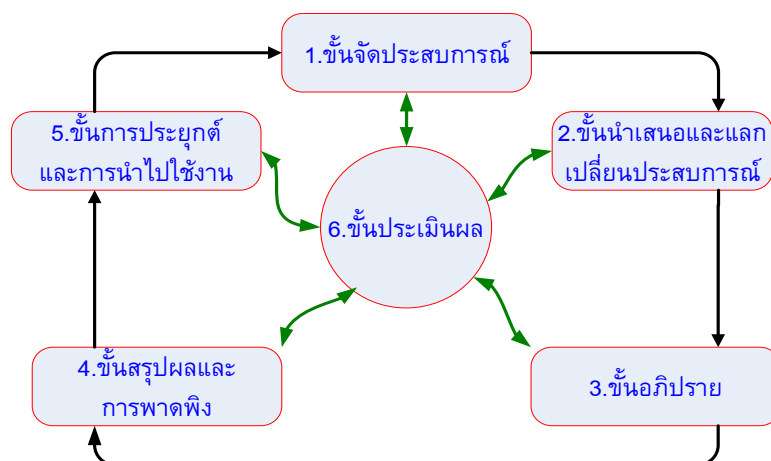 1.ขั้นจัดประสบการณ์
2.ขั้นนำเสนอและแลก
เปลี่ยนประสบการณ์
3.ขั้นอภิปราย
4.ขั้นสรุปผลและ
การพาดพิง
5.ขั้นการประยุกต์
และการนำไปใช้งาน
6.ขั้นประเมินผล